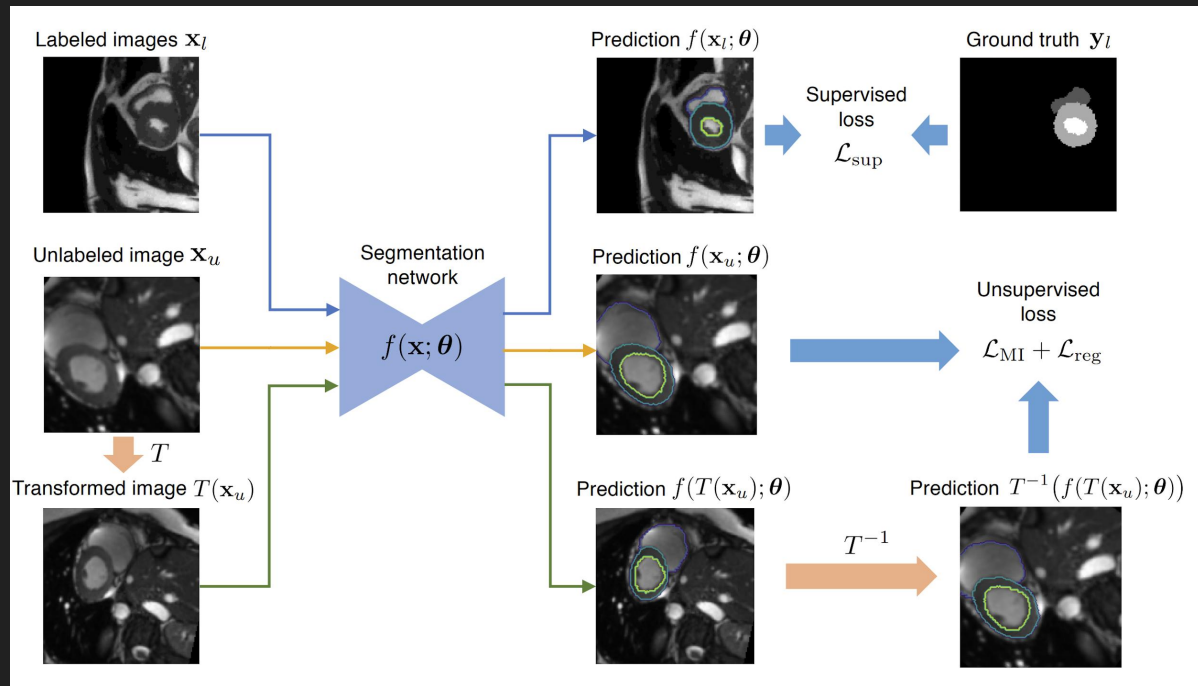 Labeled images x_l
Prediction f(x_l; θ)
Ground truth y_l
Supervised
loss
ℒ_sup
Unlabeled image x_u
Segmentation
network
f(x; θ)
Prediction f(x_u; θ)
Unsupervised
loss
ℒ_MI + ℒ_reg
T
Transformed image T(x_u)
Prediction f(T(x_u); θ)
T⁻¹
Prediction T⁻¹(f(T(x_u); θ))